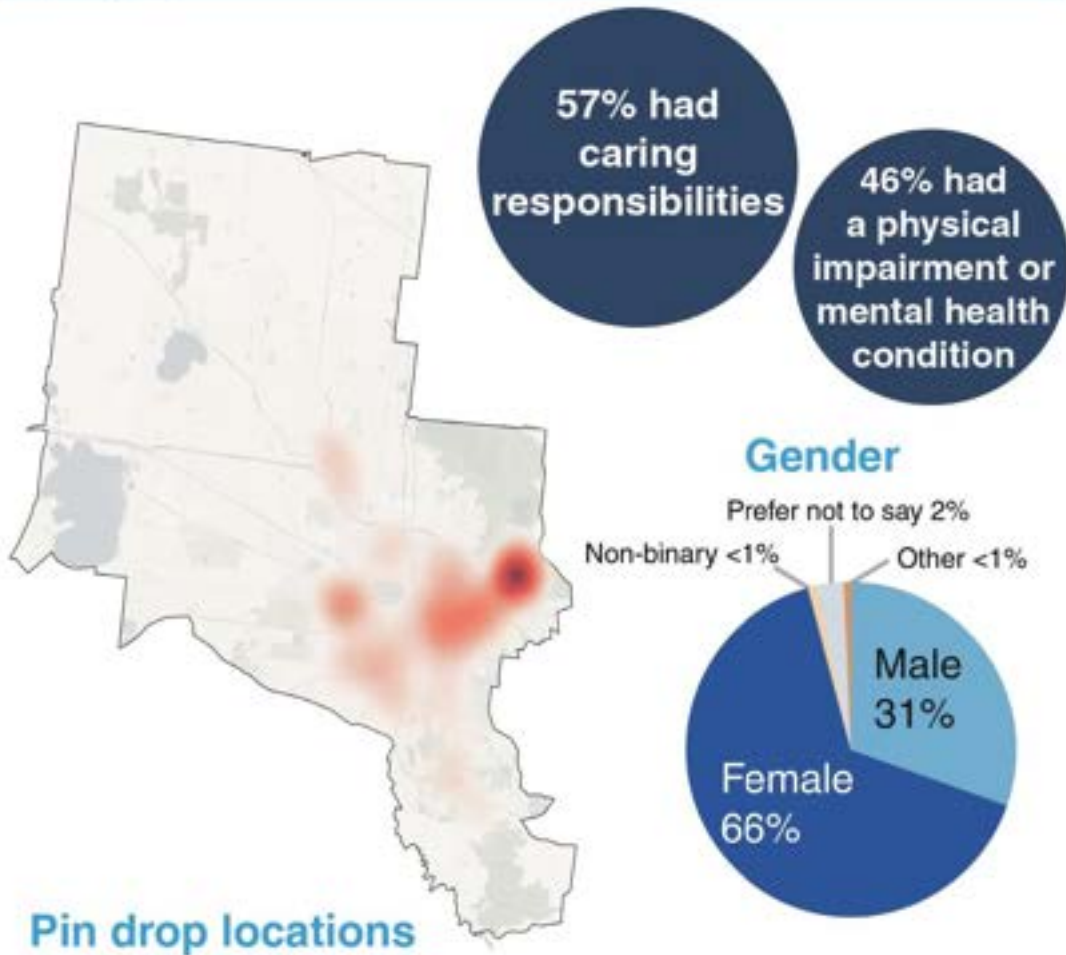 57% had
caring
responsibilities
46% had
a physical
impairment or
mental health
condition
Gender
Prefer not to say 2%
Non-binary <1%
Other <1%
Male
31%
Female
66%
Pin drop locations